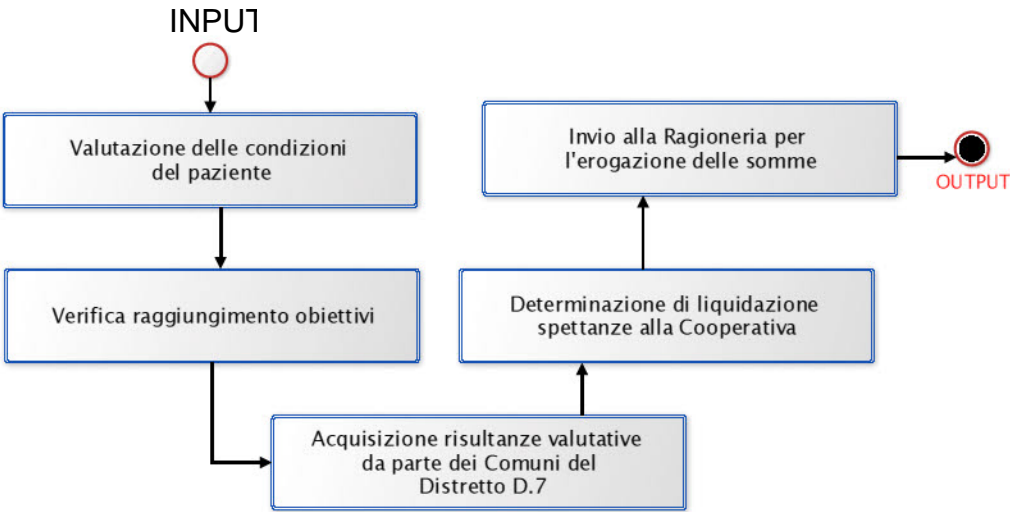 INPUT
Valutazione delle condizioni
del paziente
Verifica raggiungimento obiettivi
Acquisizione risultanze valutative
da parte dei Comuni del
Distretto D.7
Determinazione di liquidazione
spettanze alla Cooperativa
Invio alla Ragioneria per
l'erogazione delle somme
OUTPUT